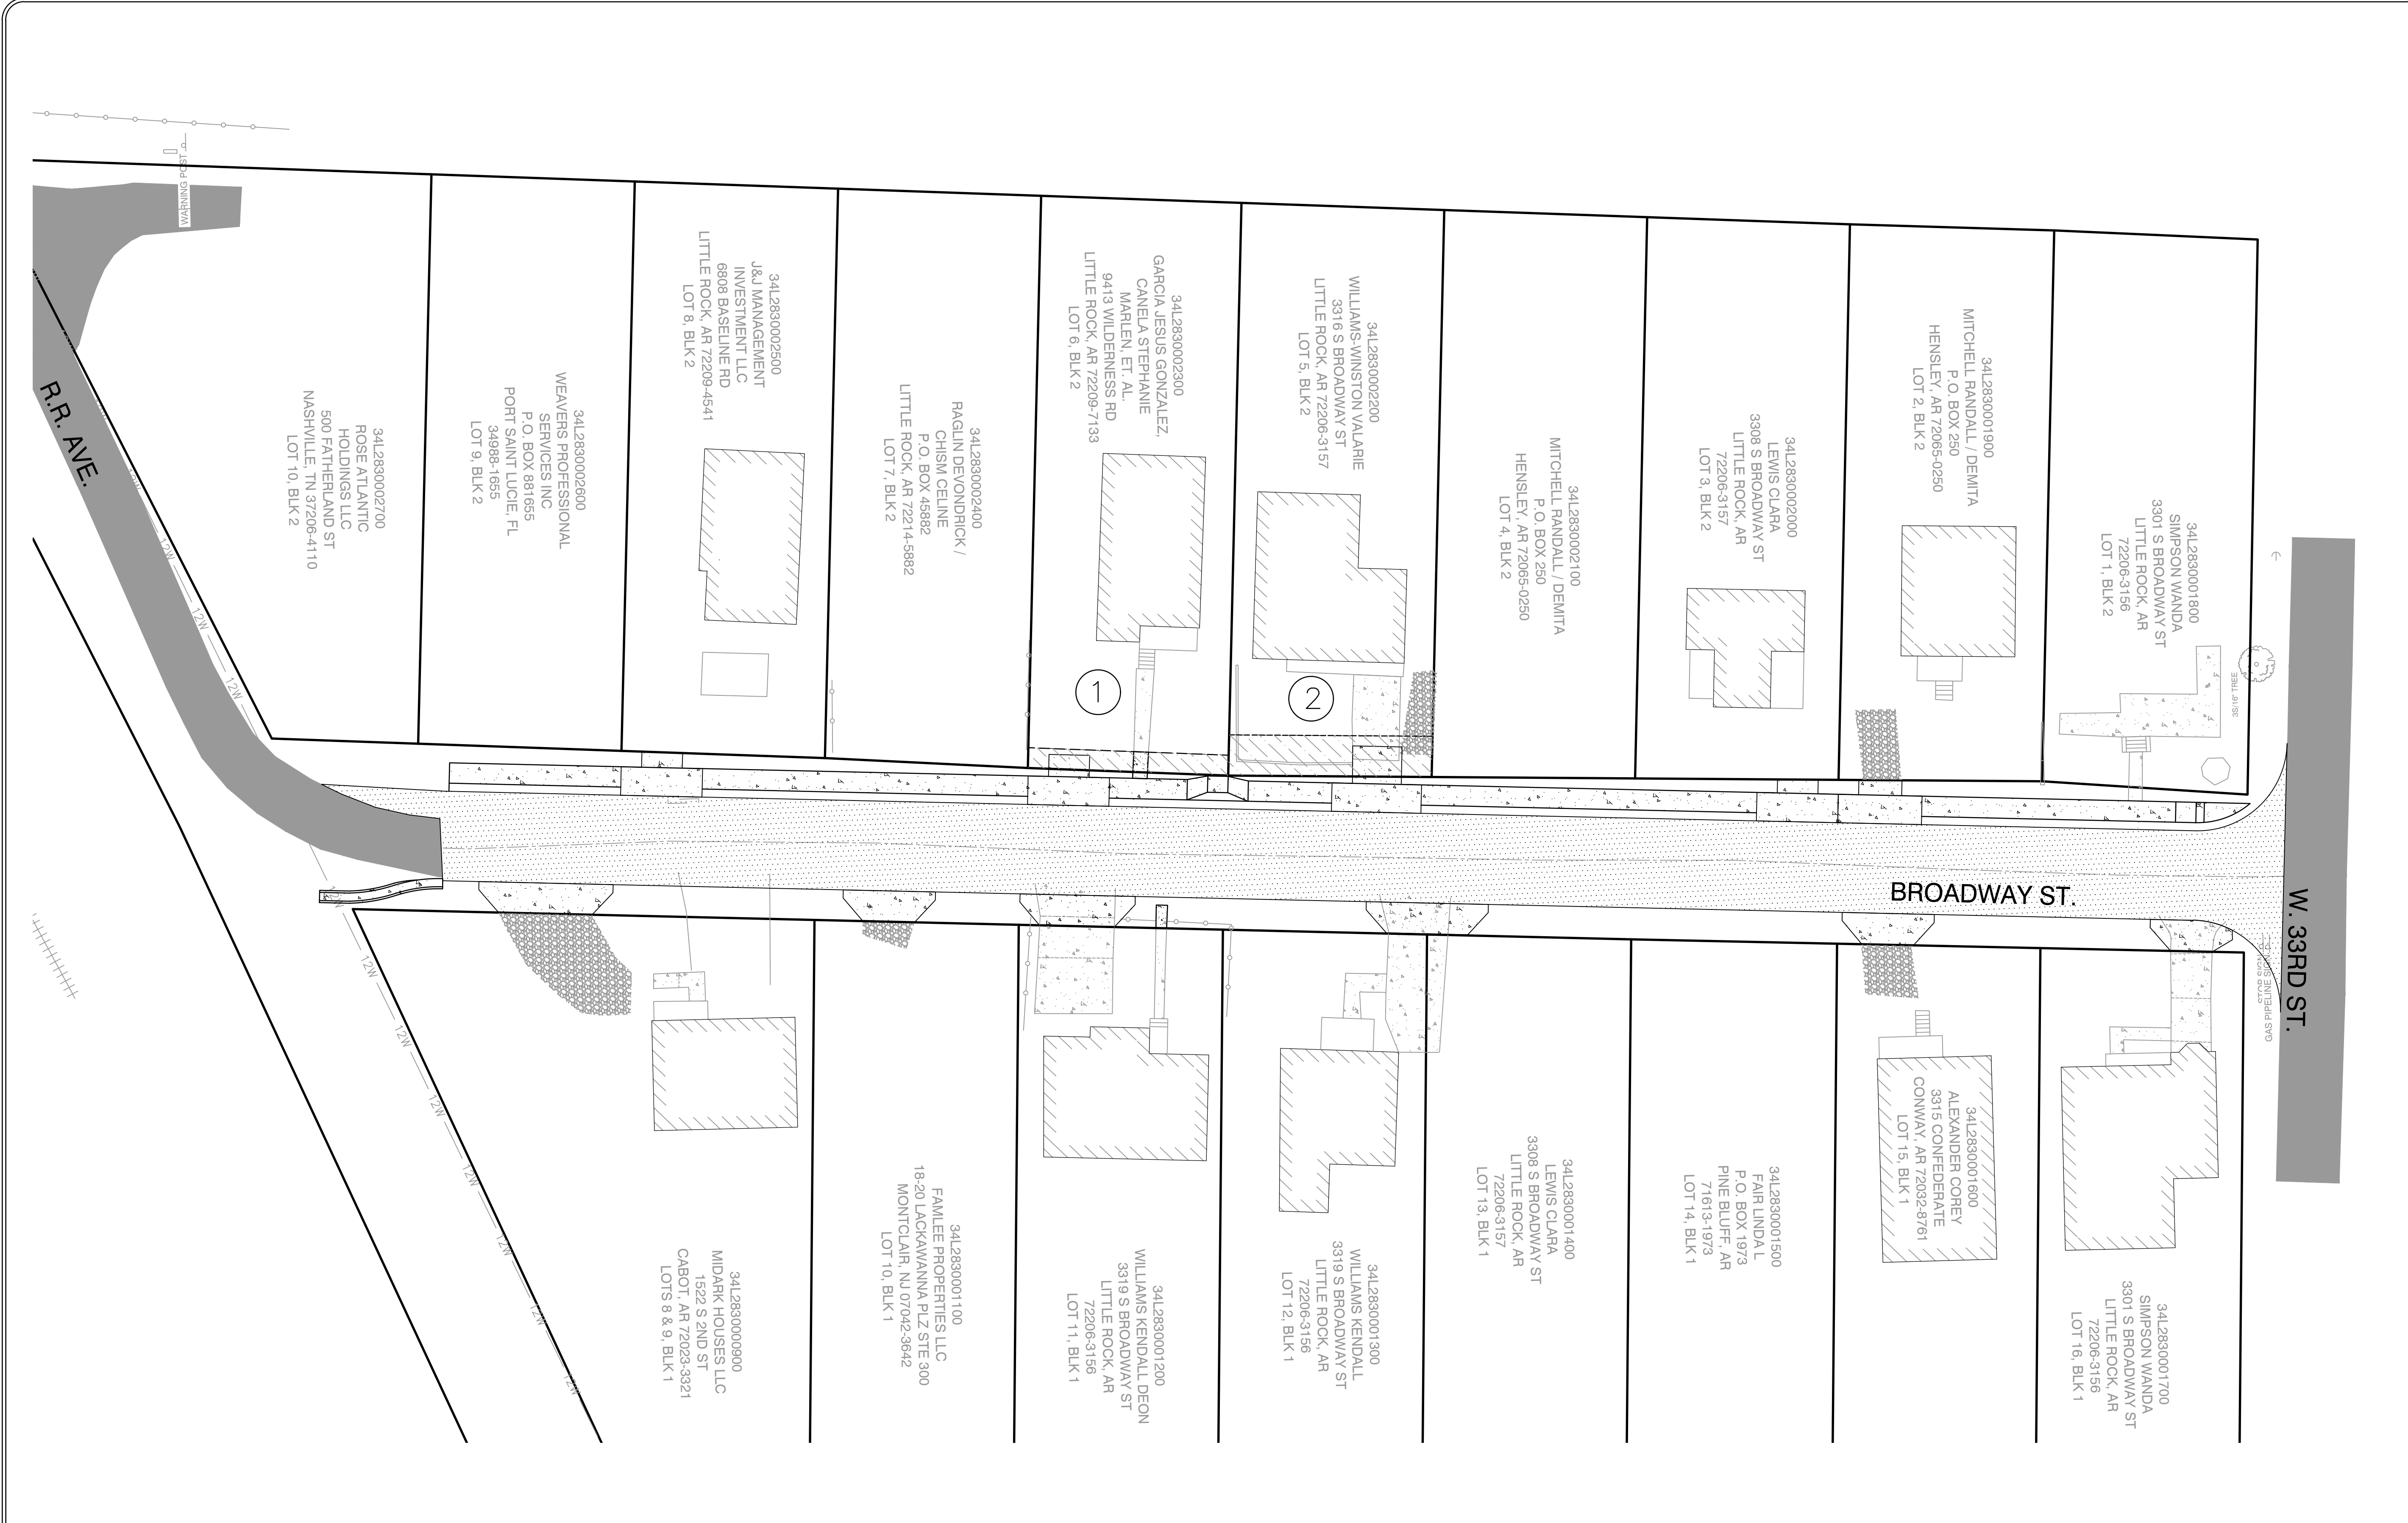 WARNING POST
R.R. AVE.
34L2830002700
ROSE ATLANTIC
HOLDINGS LLC
500 FATHERLAND ST
NASHVILLE, TN 37206-4110
LOT 10, BLK 2
34L2830002600
WEAVERS PROFESSIONAL
SERVICES INC
P.O. BOX 881655
PORT SAINT LUCIE, FL
34988-1655
LOT 9, BLK 2
34L2830002500
J&J MANAGEMENT
INVESTMENT LLC
6808 BASELINE RD
LITTLE ROCK, AR 72209-4541
LOT 8, BLK 2
34L2830002400
RAGLIN DEVONDRICK /
CHISM CELINE
P.O. BOX 45882
LITTLE ROCK, AR 72214-5882
LOT 7, BLK 2
34L2830002300
GARCIA JESUS GONZALEZ,
CANELA STEPHANIE
MARLEN, ET. AL.
9413 WILDERNESS RD
LITTLE ROCK, AR 72209-7133
LOT 6, BLK 2
1
34L2830002200
WILLIAMS-WINSTON VALARIE
3316 S BROADWAY ST
LITTLE ROCK, AR 72206-3157
LOT 5, BLK 2
2
34L2830002100
MITCHELL RANDALL / DEMITA
P.O. BOX 250
HENSLEY, AR 72065-0250
LOT 4, BLK 2
34L2830002000
LEWIS CLARA
3308 S BROADWAY ST
LITTLE ROCK, AR
72206-3157
LOT 3, BLK 2
34L2830001900
MITCHELL RANDALL / DEMITA
P.O. BOX 250
HENSLEY, AR 72065-0250
LOT 2, BLK 2
34L2830001800
SIMPSON WANDA
3301 S BROADWAY ST
LITTLE ROCK, AR
72206-3156
LOT 1, BLK 2
3S/16" TREE
BROADWAY ST.
W. 33RD ST.
GAS PIPELINE SIGN
STOP SIGN
12W
12W
12W
12W
12W
12W
12W
12W
12W
12W
12W
12W
34L2830000900
MIDARK HOUSES LLC
1522 S 2ND ST
CABOT, AR 72023-3321
LOTS 8 & 9, BLK 1
34L2830001100
FAMLEE PROPERTIES LLC
18-20 LACKAWANNA PLZ STE 300
MONTCLAIR, NJ 07042-3642
LOT 10, BLK 1
34L2830001200
WILLIAMS KENDALL DEON
3319 S BROADWAY ST
LITTLE ROCK, AR
72206-3156
LOT 11, BLK 1
34L2830001300
WILLIAMS KENDALL
3319 S BROADWAY ST
LITTLE ROCK, AR
72206-3156
LOT 12, BLK 1
34L2830001400
LEWIS CLARA
3308 S BROADWAY ST
LITTLE ROCK, AR
72206-3157
LOT 13, BLK 1
34L2830001500
FAIR LINDA L
P.O. BOX 1973
PINE BLUFF, AR
71613-1973
LOT 14, BLK 1
34L2830001600
ALEXANDER COREY
3315 CONFEDERATE
CONWAY, AR 72032-8761
LOT 15, BLK 1
34L2830001700
SIMPSON WANDA
3301 S BROADWAY ST
LITTLE ROCK, AR
72206-3156
LOT 16, BLK 1